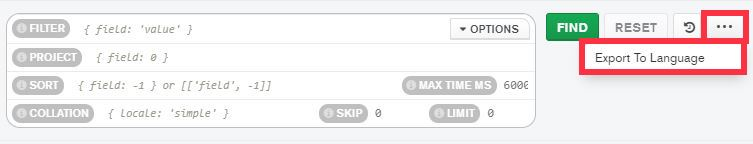 FILTER { field: 'value' } OPTIONS FIND RESET ...
Export To Language
PROJECT { field: 0 }
SORT { field: -1 } or [['field', -1]] MAX TIME MS 6000
COLLATION { locale: 'simple' } SKIP 0 LIMIT 0